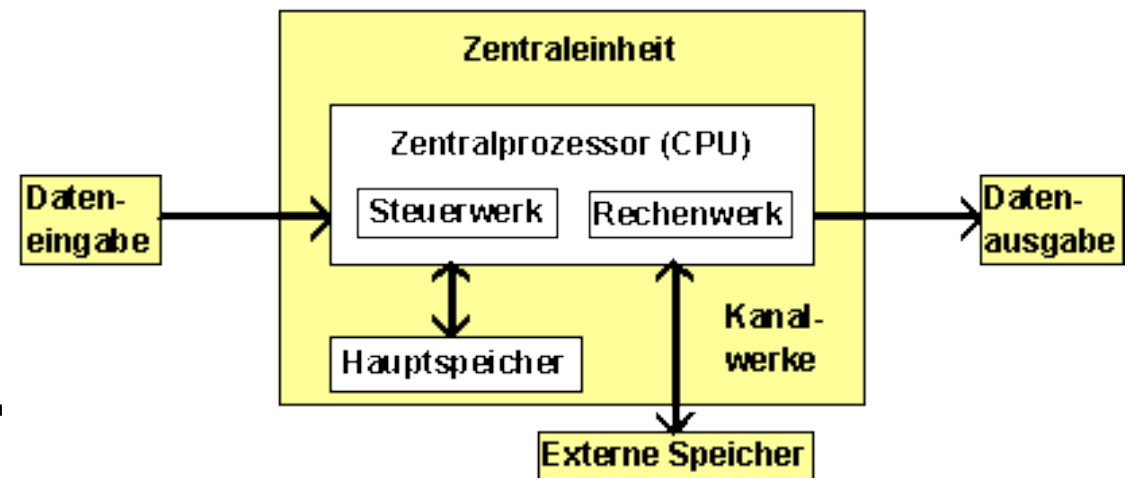 Zentraleinheit
Zentralprozessor (CPU)
Steuerwerk
Rechenwerk
Daten-
eingabe
Daten-
ausgabe
Hauptspeicher
Kanal-
werke
Externe Speicher